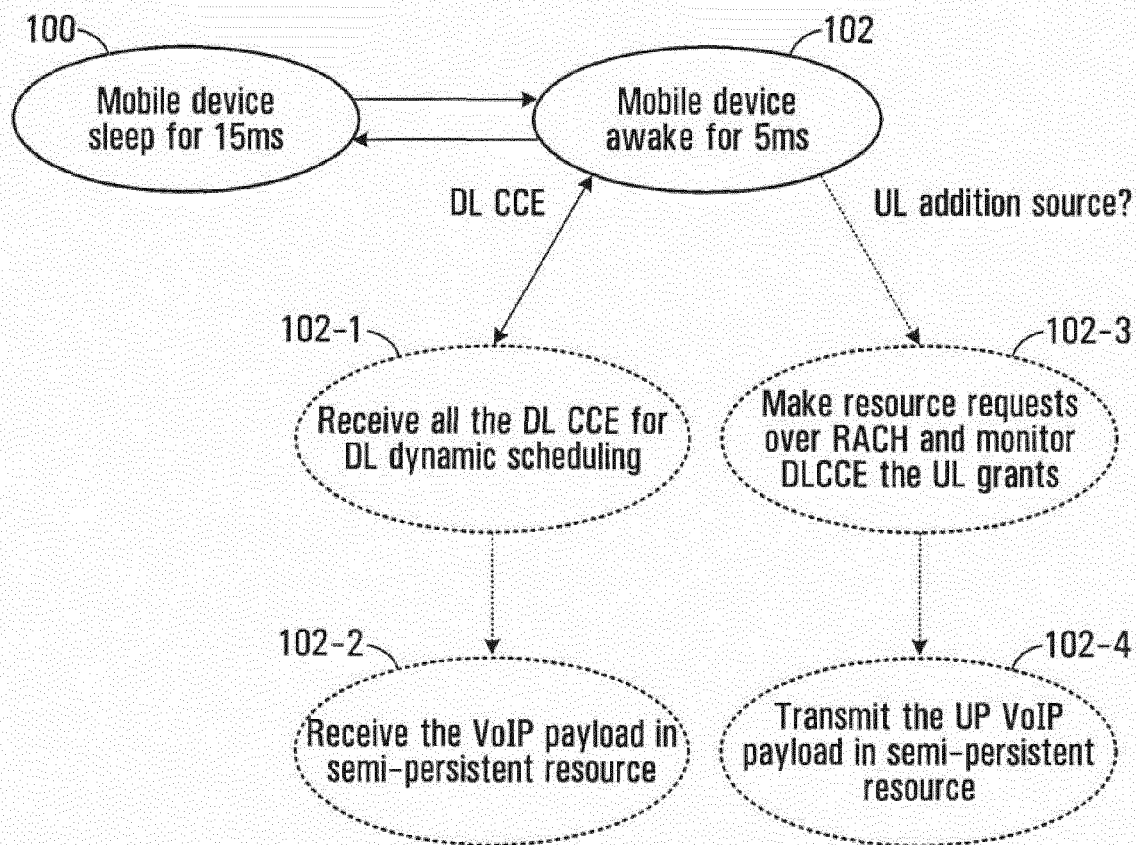 100
102
Mobile device
sleep for 15ms
Mobile device
awake for 5ms
DL CCE
UL addition source?
102-1
102-3
Receive all the DL CCE for
DL dynamic scheduling
Make resource requests
over RACH and monitor
DLCCE the UL grants
102-2
102-4
Receive the VoIP payload in
semi-persistent resource
Transmit the UP VoIP
payload in semi-persistent
resource